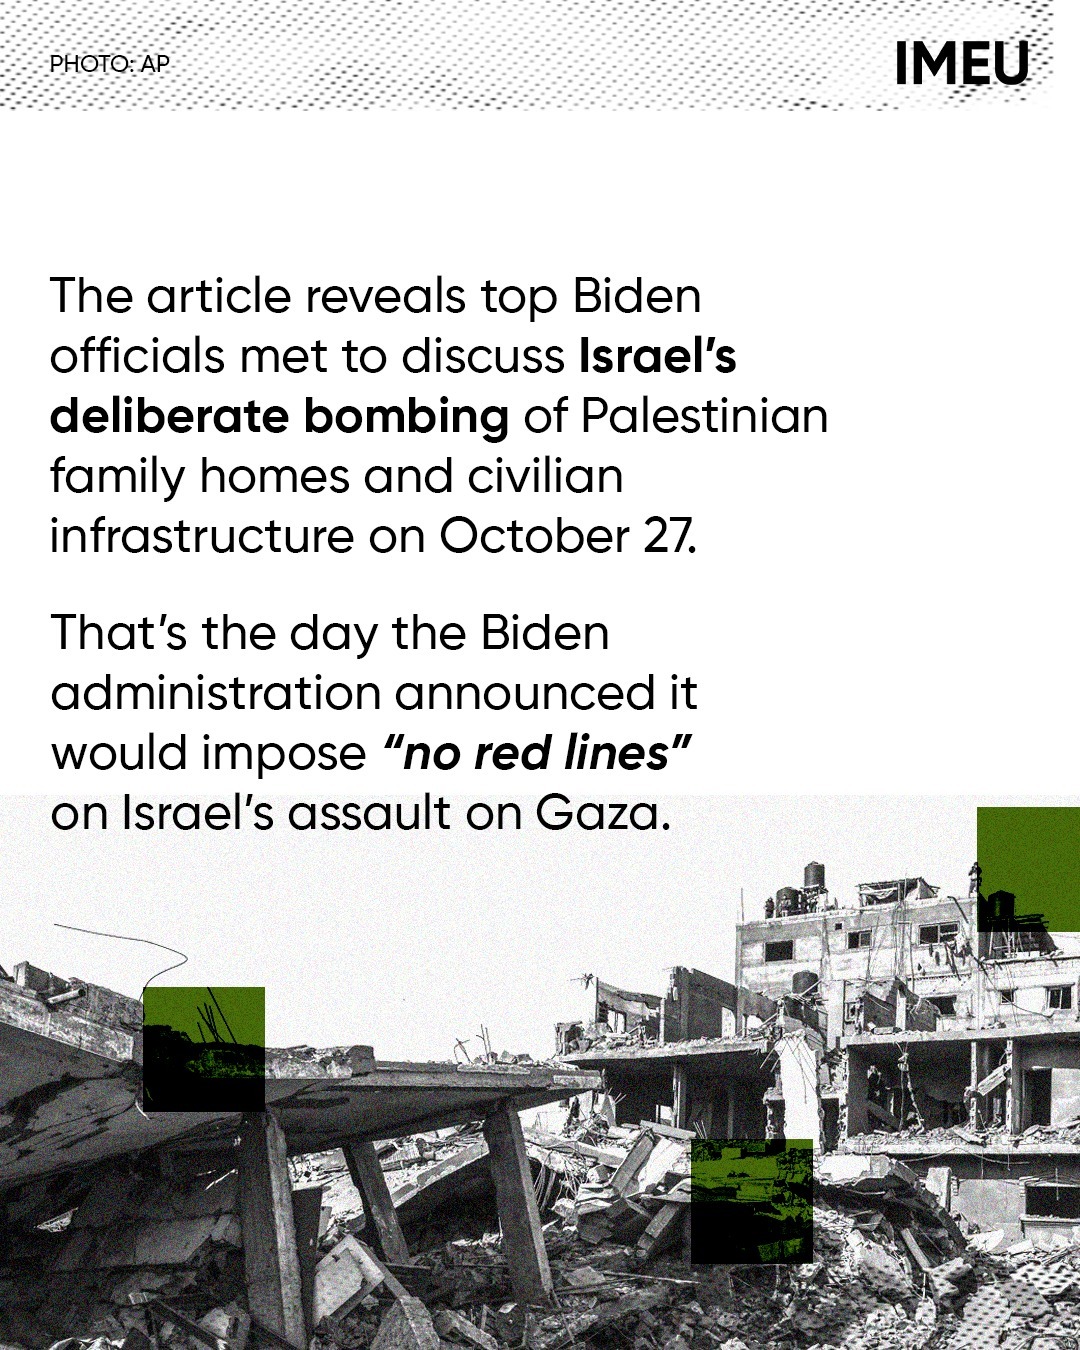 PHOTO: AP
IMEU
The article reveals top Biden
officials met to discuss Israel’s
deliberate bombing of Palestinian
family homes and civilian
infrastructure on October 27.
That’s the day the Biden
administration announced it
would impose “no red lines”
on Israel’s assault on Gaza.